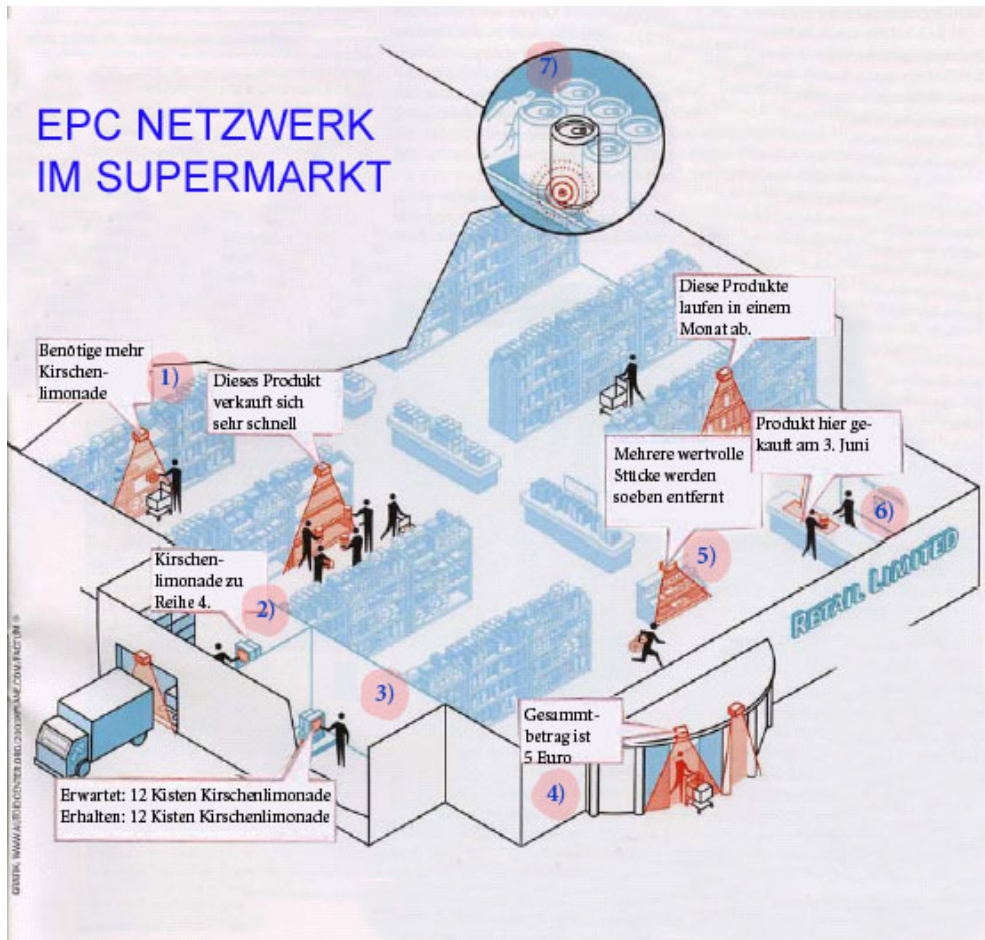 EPC NETZWERK
IM SUPERMARKT
7)
Diese Produkte
laufen in einem
Monat ab.
Benötige mehr
Kirschen-
limonade
1)
Dieses Produkt
verkauft sich
sehr schnell
Produkt hier ge-
kauft am 3. Juni
Mehrere wertvolle
Stücke werden
soeben entfernt
6)
5)
RETAIL LIMITED
Kirschen-
limonade zu
Reihe 4.
2)
3)
Gesammt-
betrag ist
5 Euro
4)
Erwartet: 12 Kisten Kirschenlimonade
Erhalten: 12 Kisten Kirschenlimonade